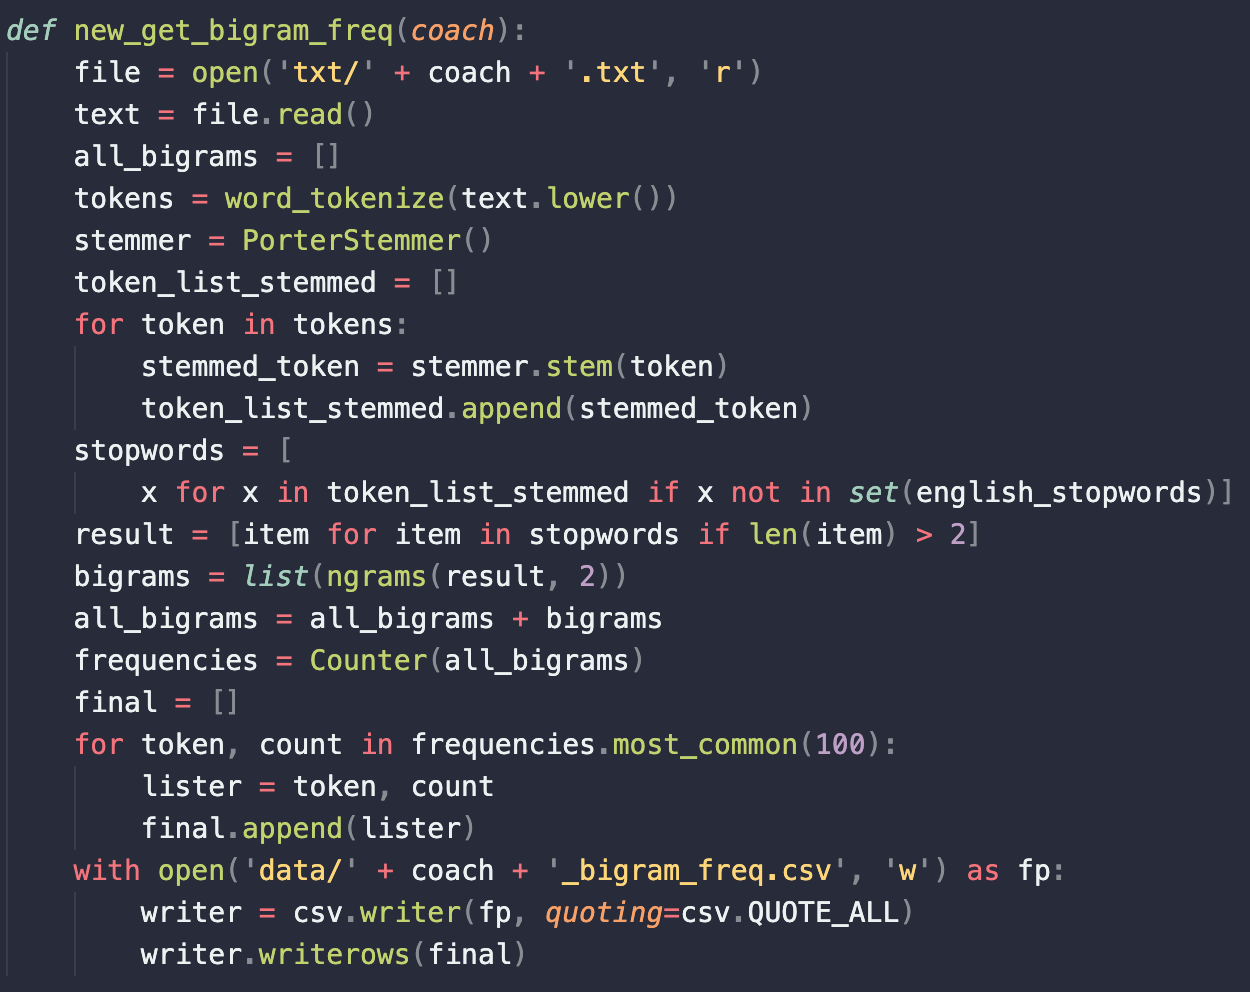 def new_get_bigram_freq(coach):
    file = open('txt/' + coach + '.txt', 'r')
    text = file.read()
    all_bigrams = []
    tokens = word_tokenize(text.lower())
    stemmer = PorterStemmer()
    token_list_stemmed = []
    for token in tokens:
        stemmed_token = stemmer.stem(token)
        token_list_stemmed.append(stemmed_token)
    stopwords = [
        x for x in token_list_stemmed if x not in set(english_stopwords)]
    result = [item for item in stopwords if len(item) > 2]
    bigrams = list(ngrams(result, 2))
    all_bigrams = all_bigrams + bigrams
    frequencies = Counter(all_bigrams)
    final = []
    for token, count in frequencies.most_common(100):
        lister = token, count
        final.append(lister)
    with open('data/' + coach + '_bigram_freq.csv', 'w') as fp:
        writer = csv.writer(fp, quoting=csv.QUOTE_ALL)
        writer.writerows(final)